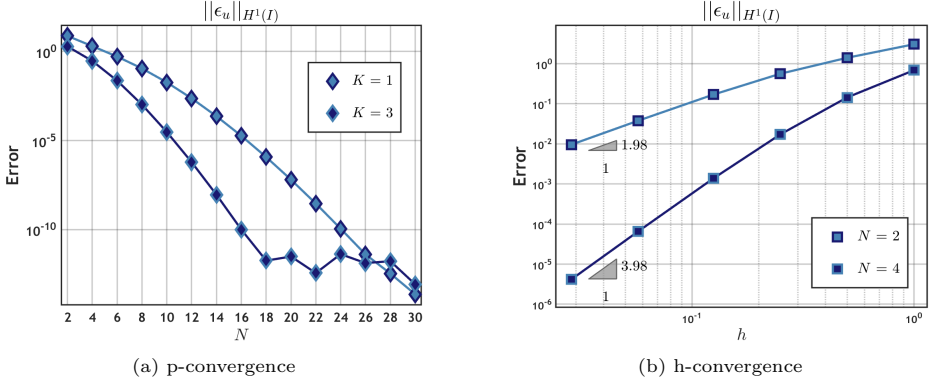 ||ϵ_u||_{H^1(I)}
10^0
10^-5
10^-10
Error
K = 1
K = 3
2 4 6 8 10 12 14 16 18 20 22 24 26 28 30
N
(a) p-convergence
||ϵ_u||_{H^1(I)}
10^0
10^-1
10^-2
10^-3
10^-4
10^-5
10^-6
Error
1.98
1
3.98
1
N = 2
N = 4
10^-1 10^0
h
(b) h-convergence